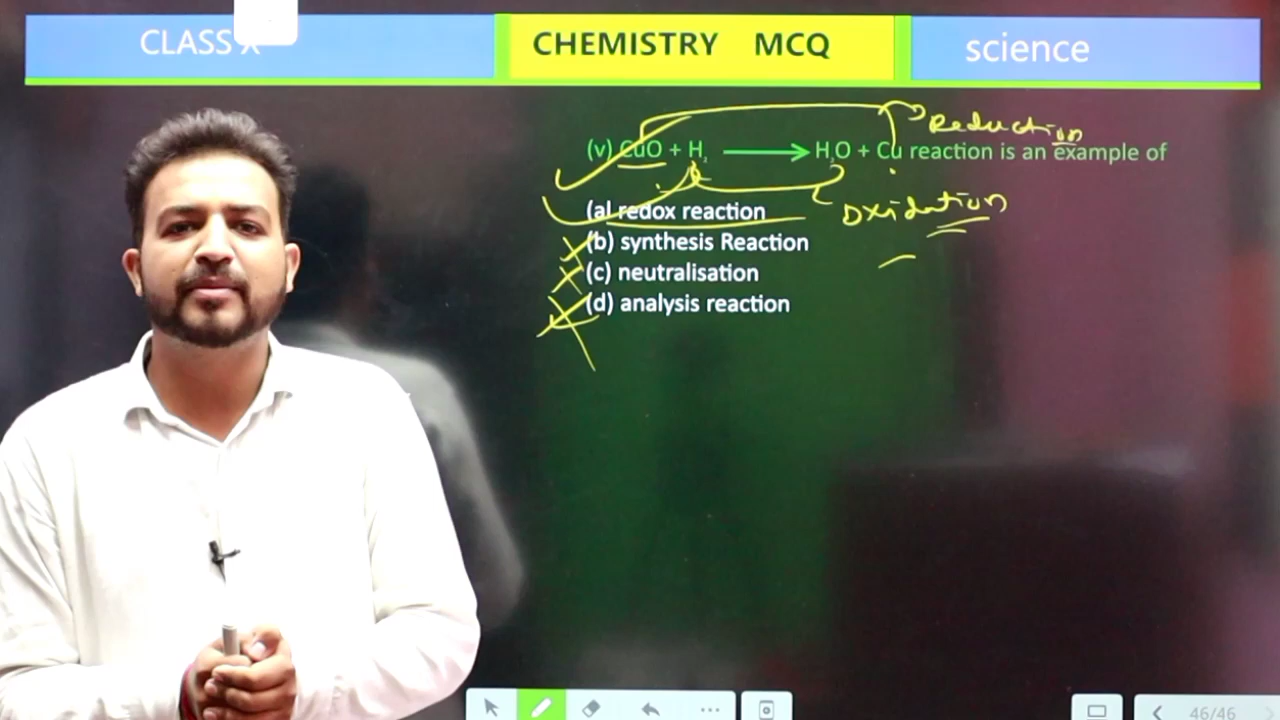 CLASS X
CHEMISTRY MCQ
science
Reduction
(v) CuO + H₂ ⟶ H₂O + Cu reaction is an example of
Oxidation
(a) redox reaction
(b) synthesis Reaction
(c) neutralisation
(d) analysis reaction
46/46